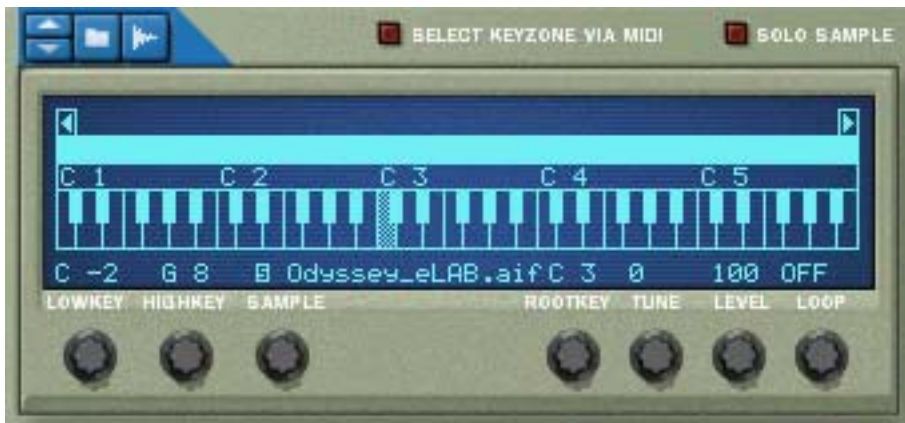 SELECT KEYZONE VIA MIDI SOLO SAMPLE
C 1 C 2 C 3 C 4 C 5
C -2 G 8 S Odyssey_eLAB.aif C 3 0 100 OFF
LOWKEY HIGHKEY SAMPLE ROOTKEY TUNE LEVEL LOOP